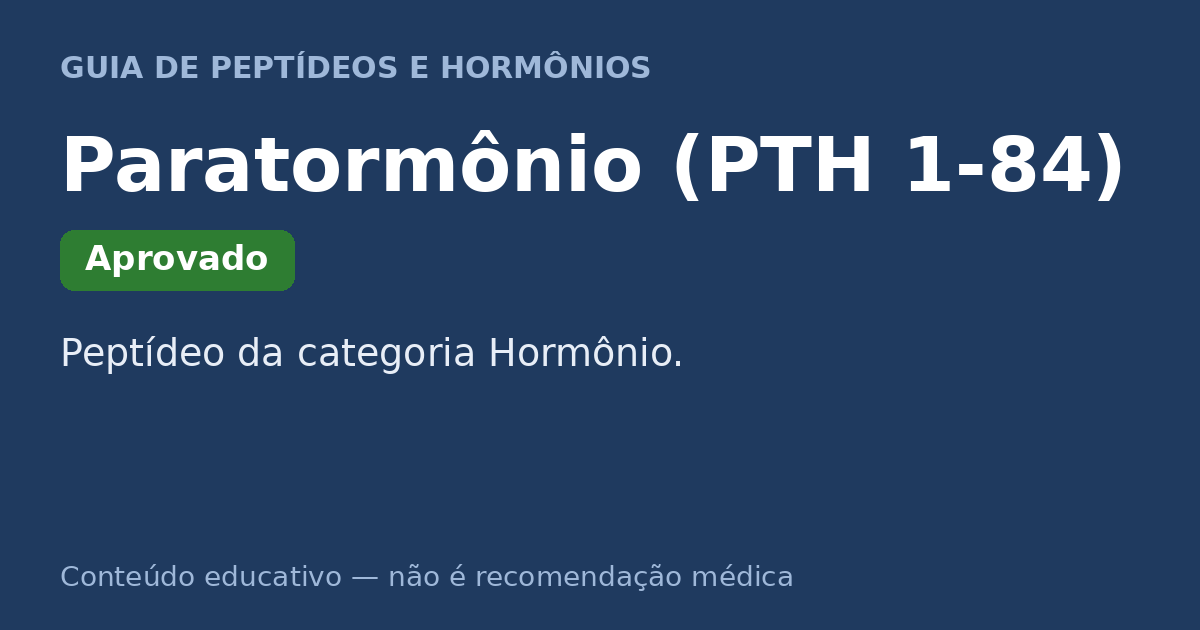 GUIA DE PEPTÍDEOS E HORMÔNIOS
Paratormônio (PTH 1-84)
Aprovado
Peptídeo da categoria Hormônio.
Conteúdo educativo — não é recomendação médica